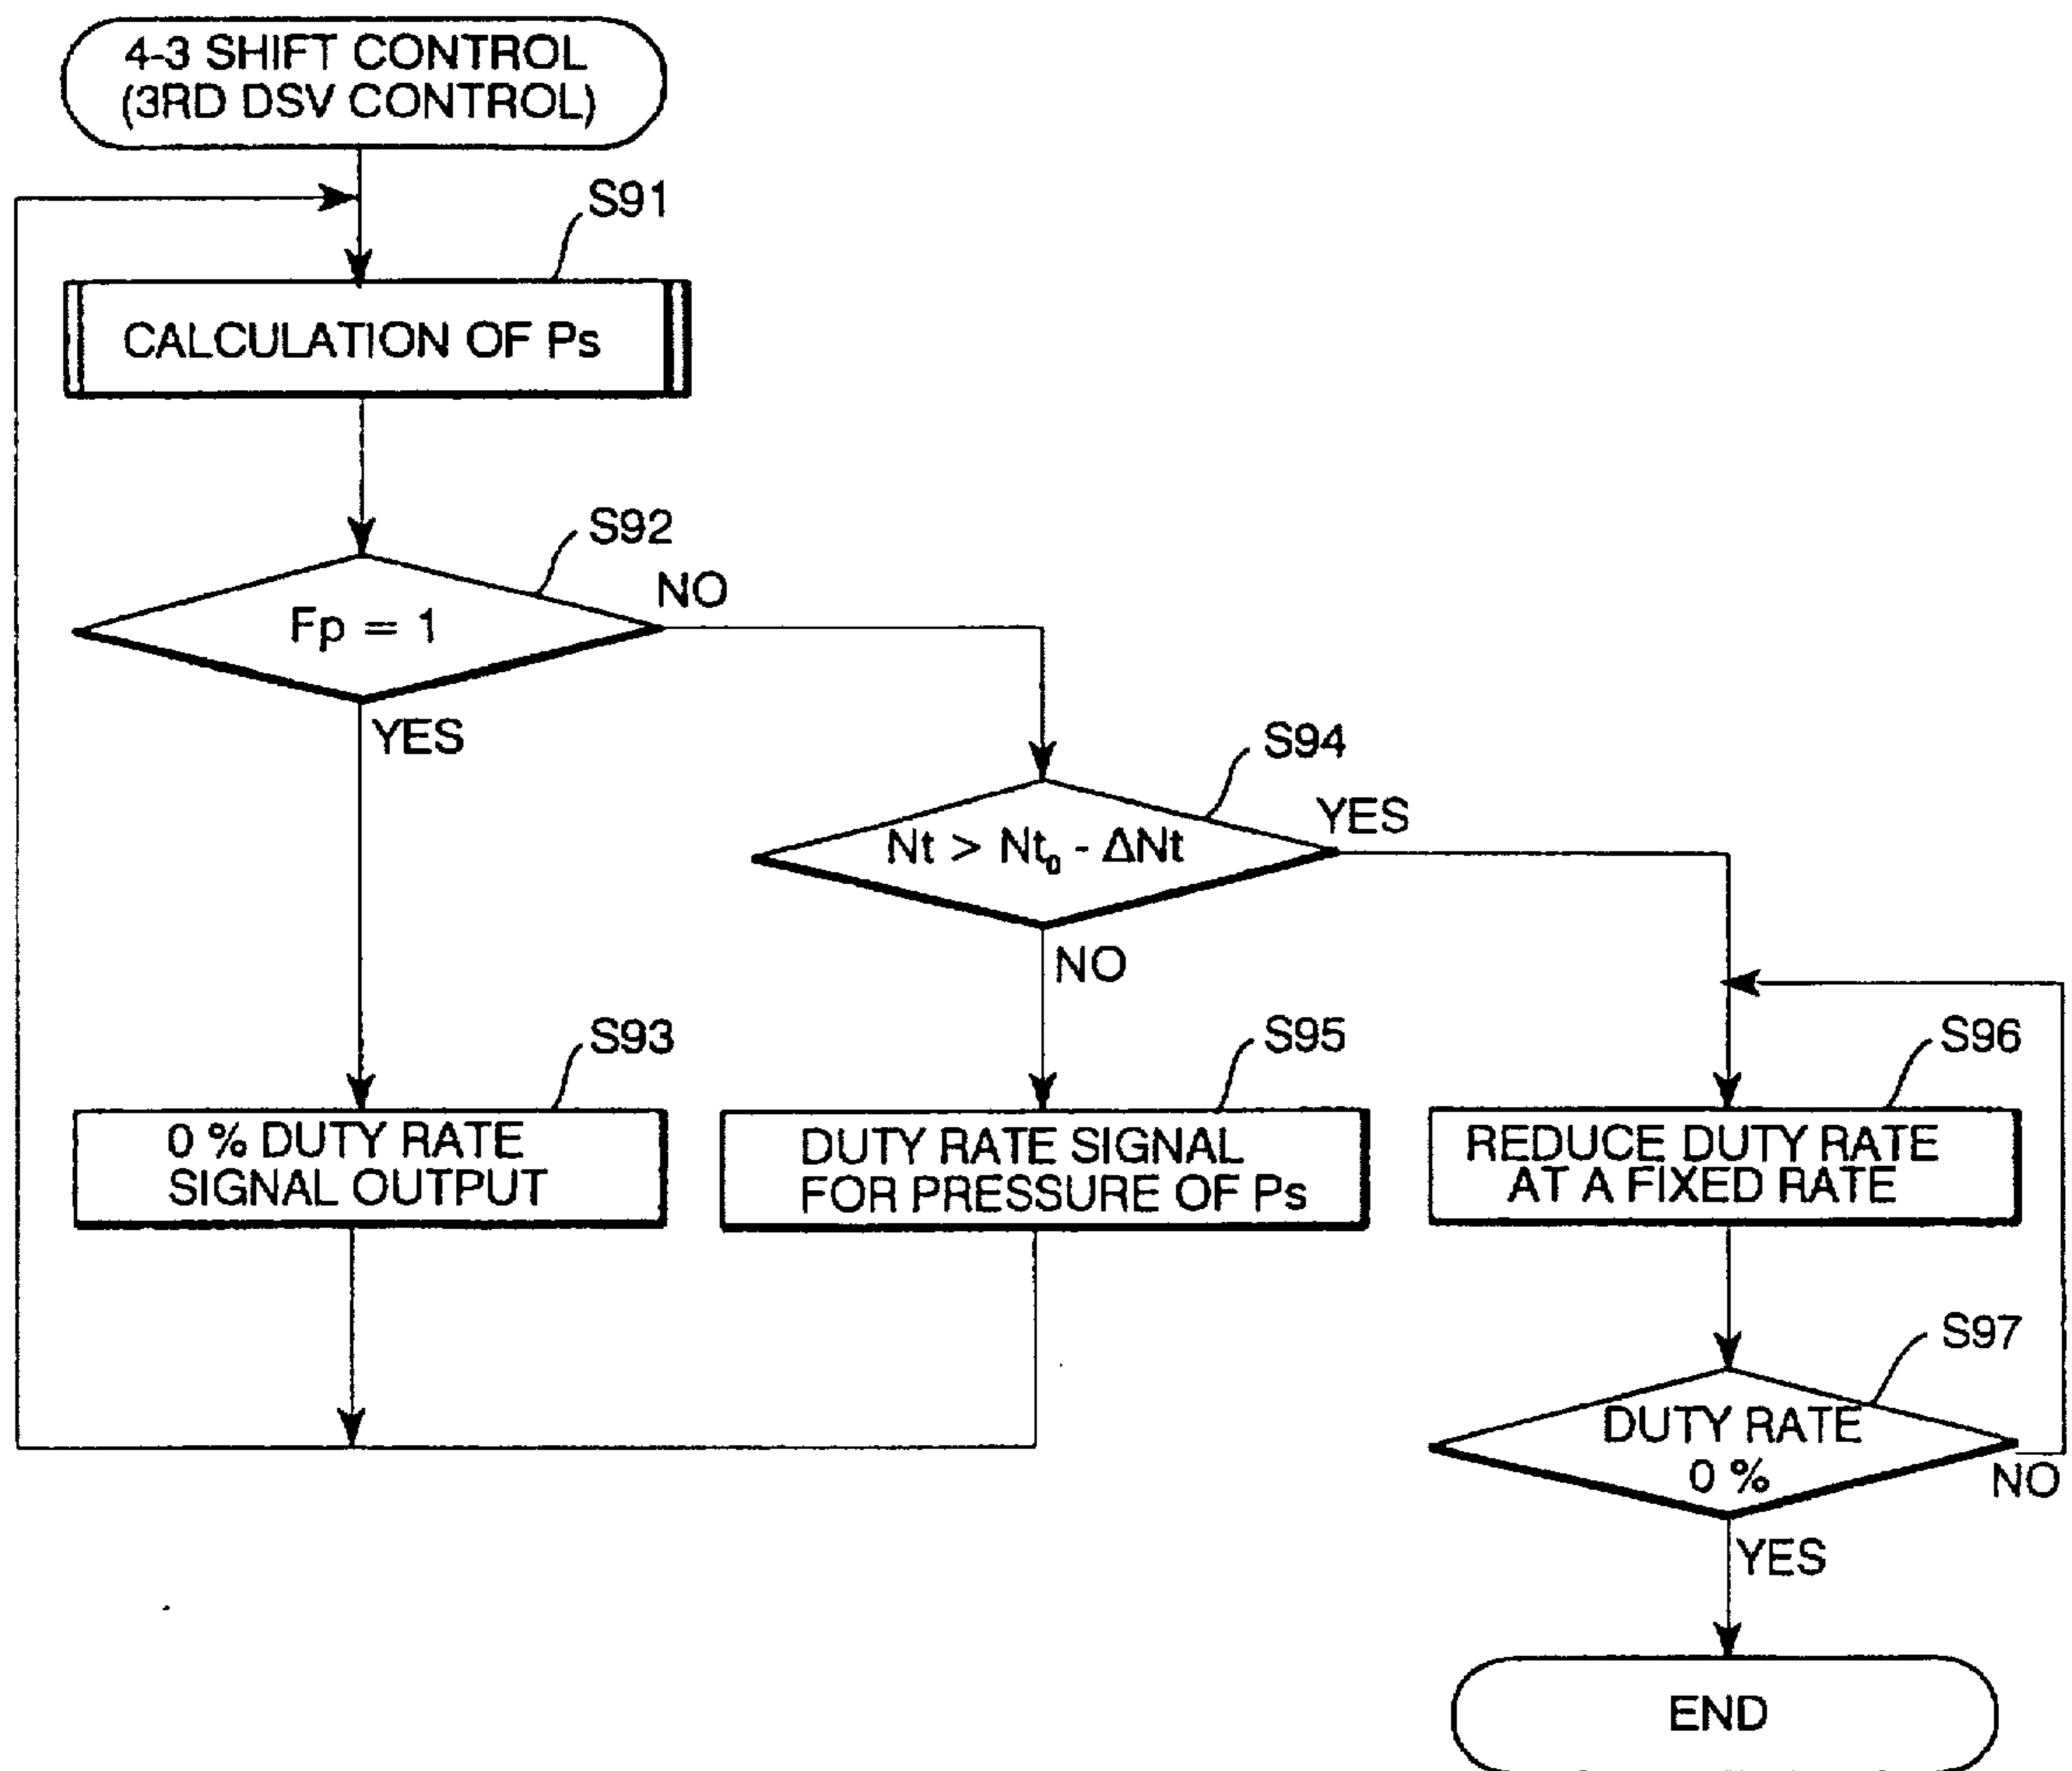 4-3 SHIFT CONTROL
(3RD DSV CONTROL)
S91
CALCULATION OF Ps
S92
Fp = 1
NO
YES
S94
Nt > Nt₀ - ΔNt
YES
NO
S93
0 % DUTY RATE
SIGNAL OUTPUT
S95
DUTY RATE SIGNAL
FOR PRESSURE OF Ps
S96
REDUCE DUTY RATE
AT A FIXED RATE
S97
DUTY RATE
0 %
NO
YES
END